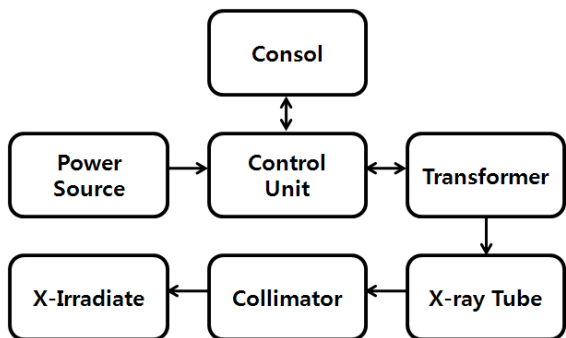 Consol
Power
Source
Control
Unit
Transformer
X-Irradiate
Collimator
X-ray Tube